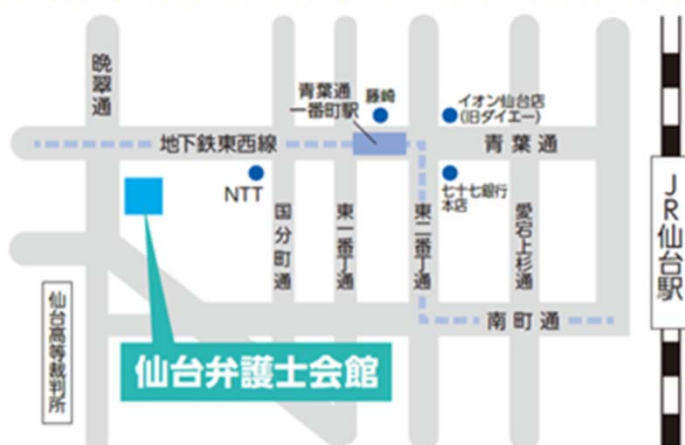 晩翠通
青葉通
一番町駅
藤崎
イオン仙台店
(旧ダイエー)
地下鉄東西線
青葉通
NTT
七十七銀行
本店
国分町通
東一番丁通
東二番丁通
愛宕上杉通
JR仙台駅
仙台高等裁判所
南町通
仙台弁護士会館